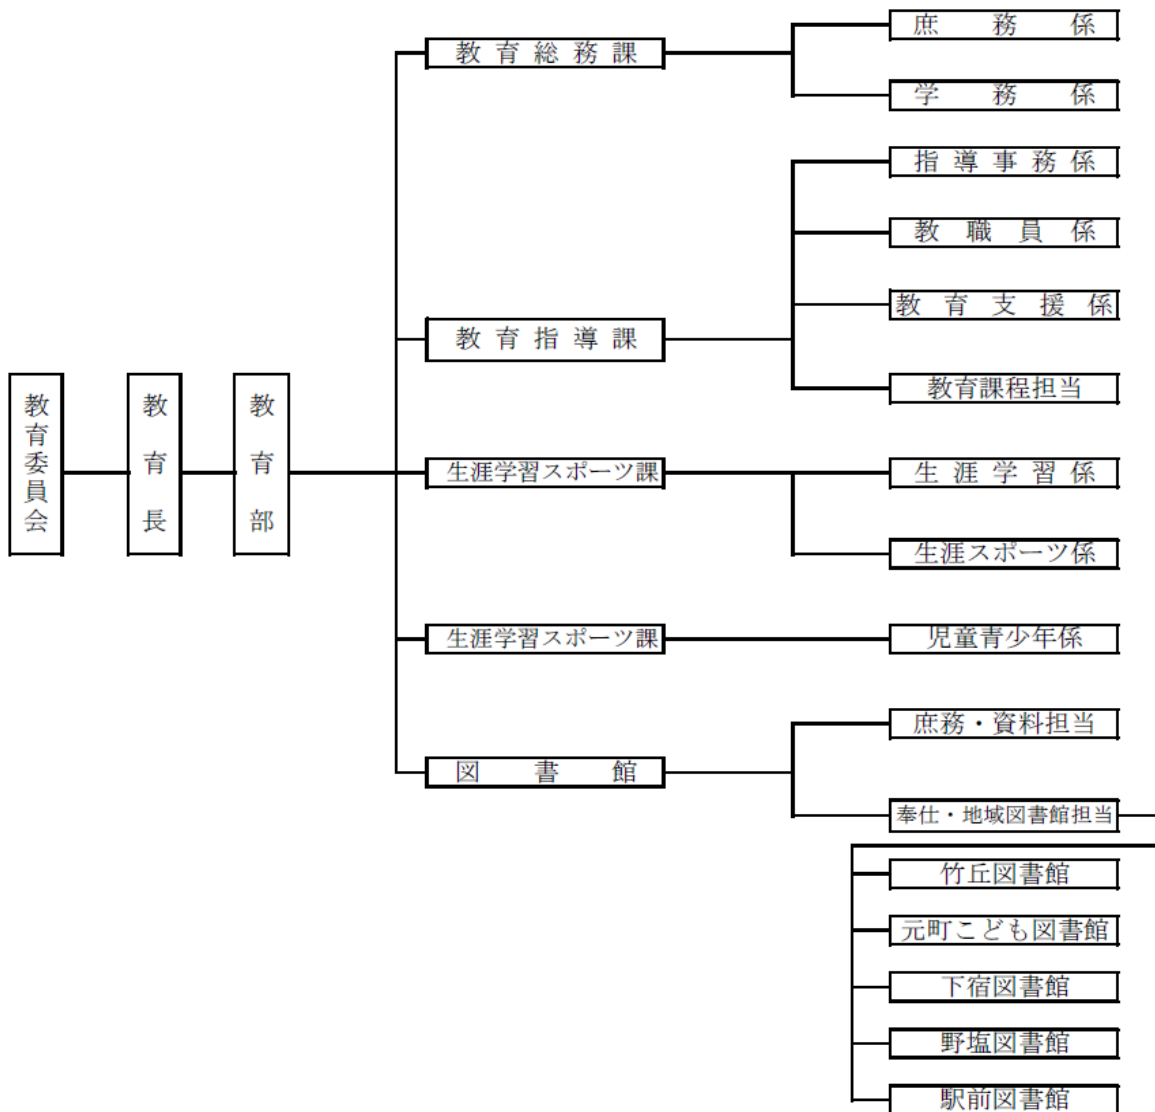 教育委員会
教育長
教育部
教育総務課
庶務係
学務係
教育指導課
指導事務係
教職員係
教育支援係
教育課程担当
生涯学習スポーツ課
生涯学習係
生涯スポーツ係
生涯学習スポーツ課
児童青少年係
図書館
庶務・資料担当
奉仕・地域図書館担当
竹丘図書館
元町こども図書館
下宿図書館
野塩図書館
駅前図書館